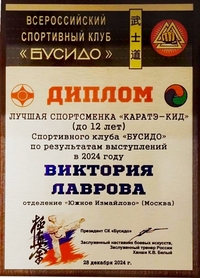 ВСЕРОССИЙСКИЙ
СПОРТИВНЫЙ КЛУБ
«БУСИДО»
武士道
ДИПЛОМ
ЛУЧШАЯ СПОРТСМЕНКА «КАРАТЭ-КИД»
(до 12 лет)
Спортивного клуба «БУСИДО»
по результатам выступлений
в 2024 году
ВИКТОРИЯ
ЛАВРОВА
отделение «Южное Измайлово» (Москва)
Президент СК «Бусидо»
Заслуженный наставник боевых искусств,
Заслуженный тренер России
Ханши К.В. Белый
28 декабря 2024 г.